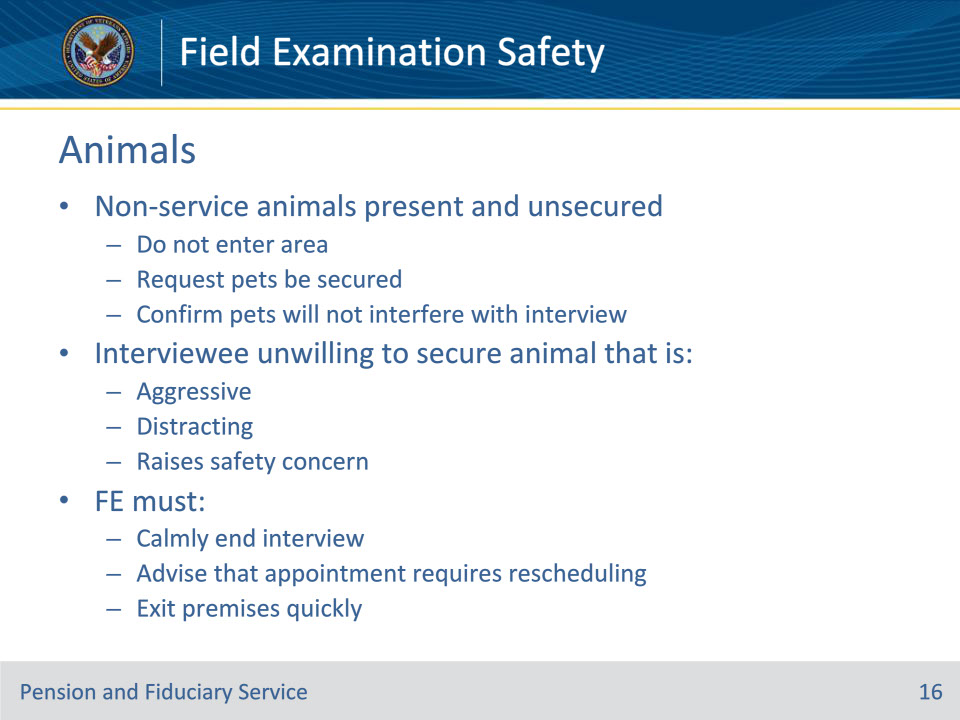 Field Examination Safety
Animals
• Non-service animals present and unsecured
– Do not enter area
– Request pets be secured
– Confirm pets will not interfere with interview
• Interviewee unwilling to secure animal that is:
– Aggressive
– Distracting
– Raises safety concern
• FE must:
– Calmly end interview
– Advise that appointment requires rescheduling
– Exit premises quickly
Pension and Fiduciary Service
16